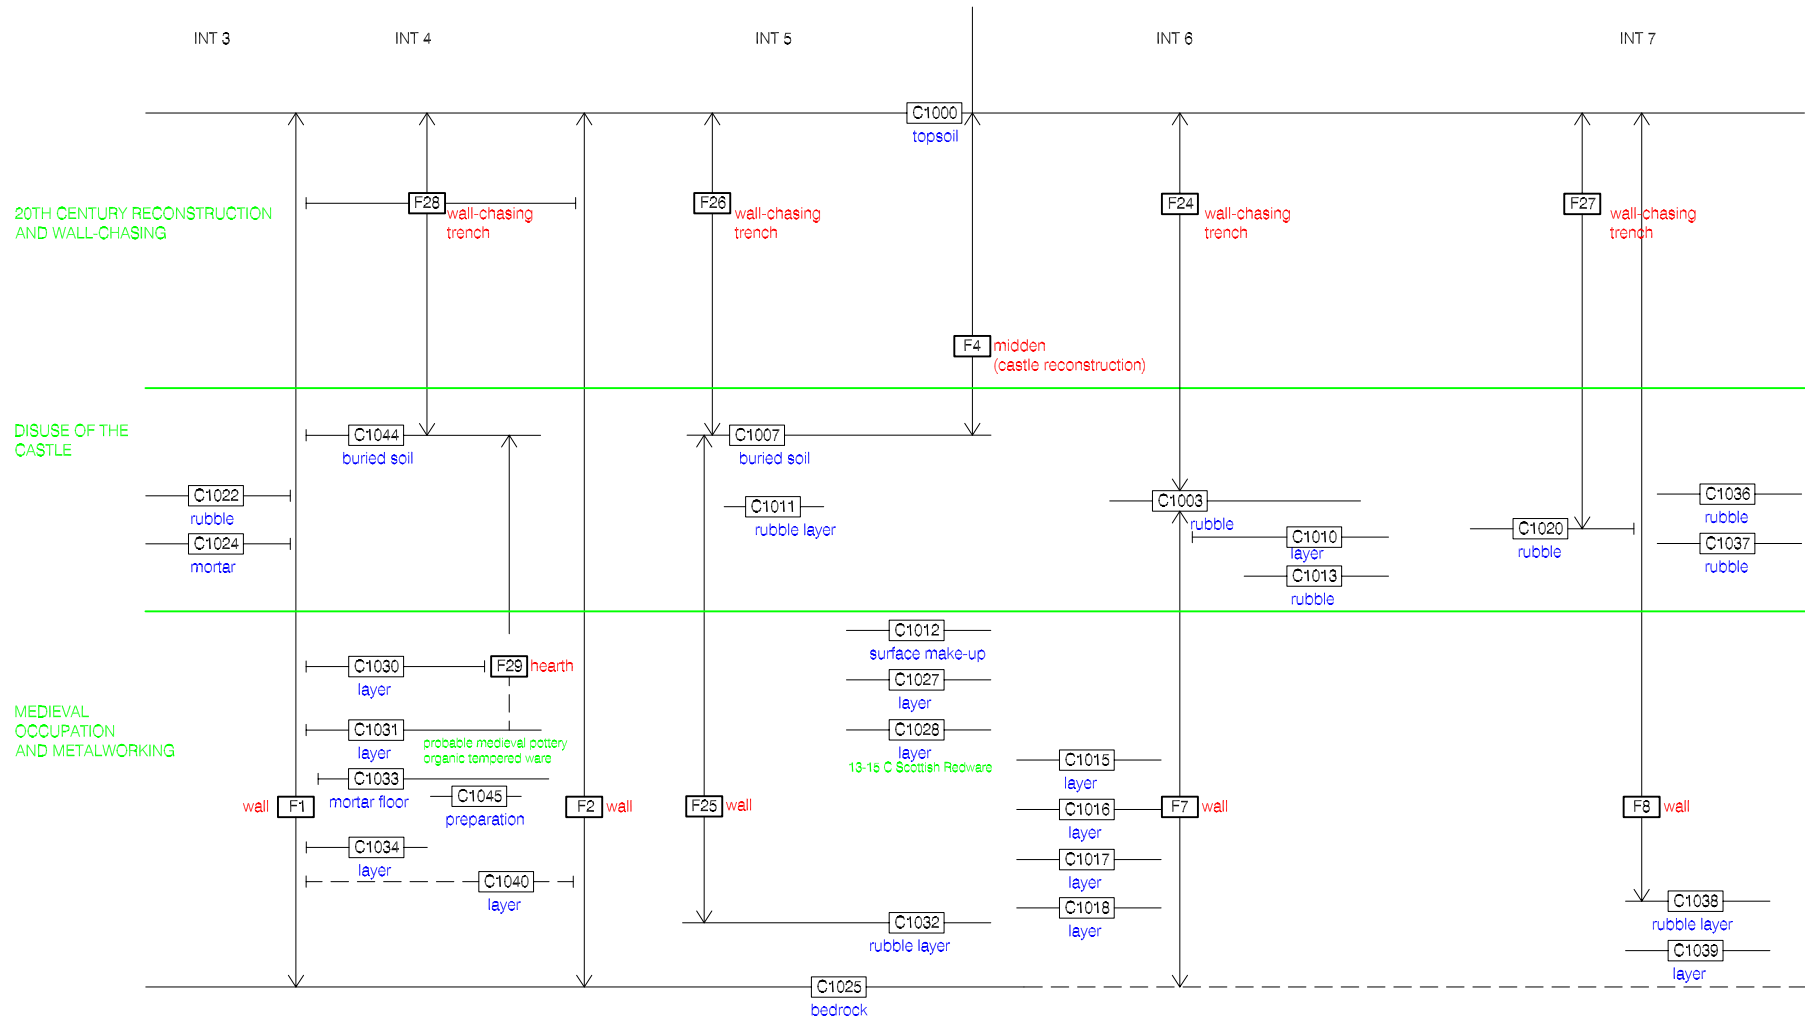 INT 3
INT 4
INT 5
INT 6
INT 7
C1000
topsoil
20TH CENTURY RECONSTRUCTION
AND WALL-CHASING
F28
wall-chasing
trench
F26
wall-chasing
trench
F24
wall-chasing
trench
F27
wall-chasing
trench
F4
midden
(castle reconstruction)
DISUSE OF THE
CASTLE
C1044
buried soil
C1007
buried soil
C1022
rubble
C1024
mortar
C1011
rubble layer
C1003
rubble
C1010
layer
C1013
rubble
C1020
rubble
C1036
rubble
C1037
rubble
MEDIEVAL
OCCUPATION
AND METALWORKING
C1030
layer
F29
hearth
C1031
layer
probable medieval pottery
organic tempered ware
C1033
mortar floor
C1045
preparation
wall
F1
F2
wall
C1034
layer
C1040
layer
C1012
surface make-up
C1027
layer
C1028
layer
13-15 C Scottish Redware
F25
wall
C1032
rubble layer
C1015
layer
C1016
layer
F7
wall
C1017
layer
C1018
layer
F8
wall
C1038
rubble layer
C1039
layer
C1025
bedrock